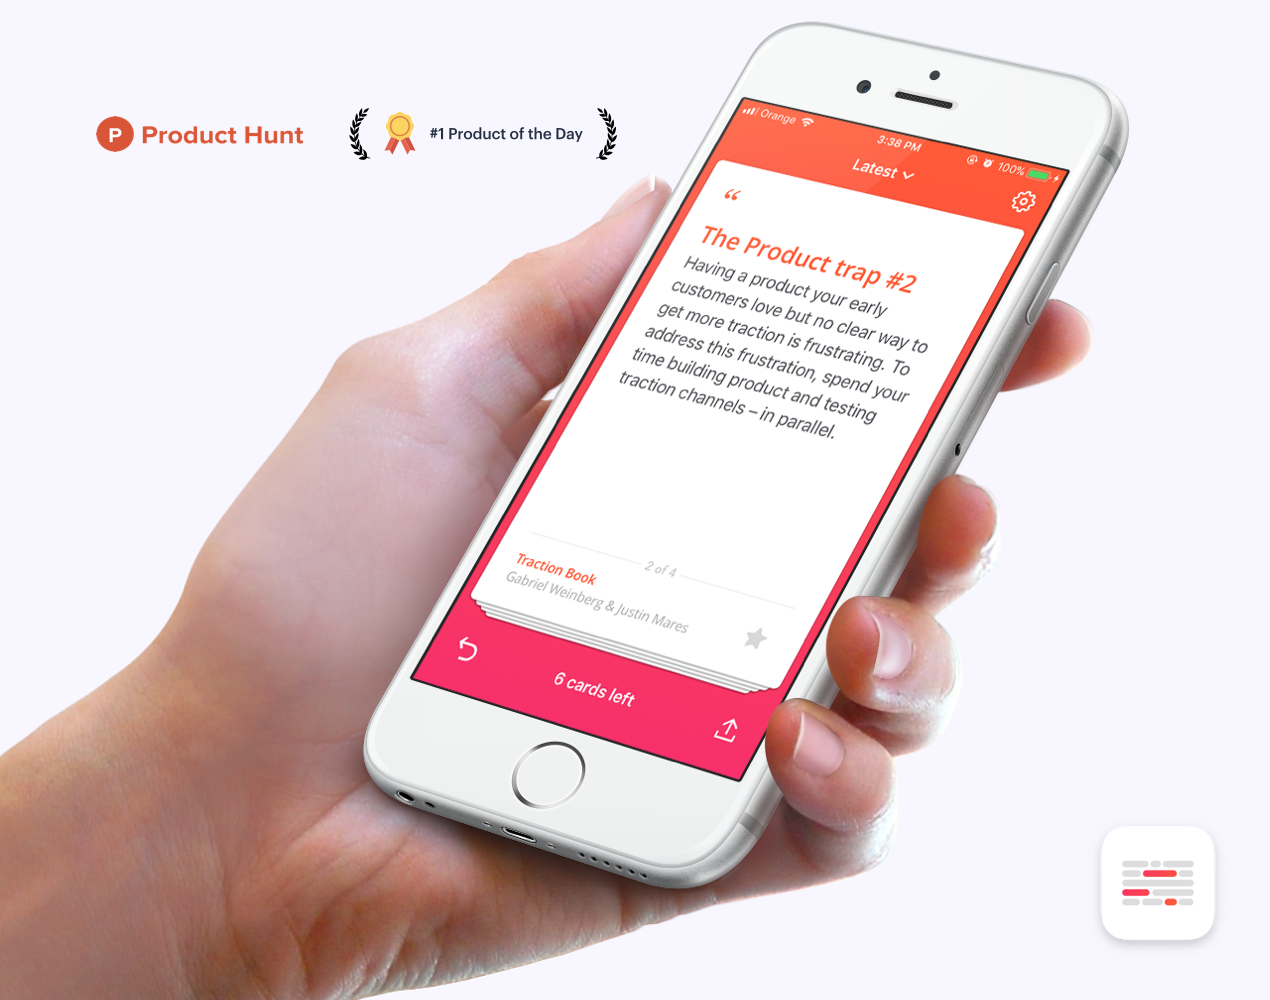 P Product Hunt
#1 Product of the Day
Orange
3:38 PM
100%
Latest
“
The Product trap #2
Having a product your early
customers love but no clear way to
get more traction is frustrating. To
address this frustration, spend your
time building product and testing
traction channels – in parallel.
2 of 4
Traction Book
Gabriel Weinberg & Justin Mares
6 cards left